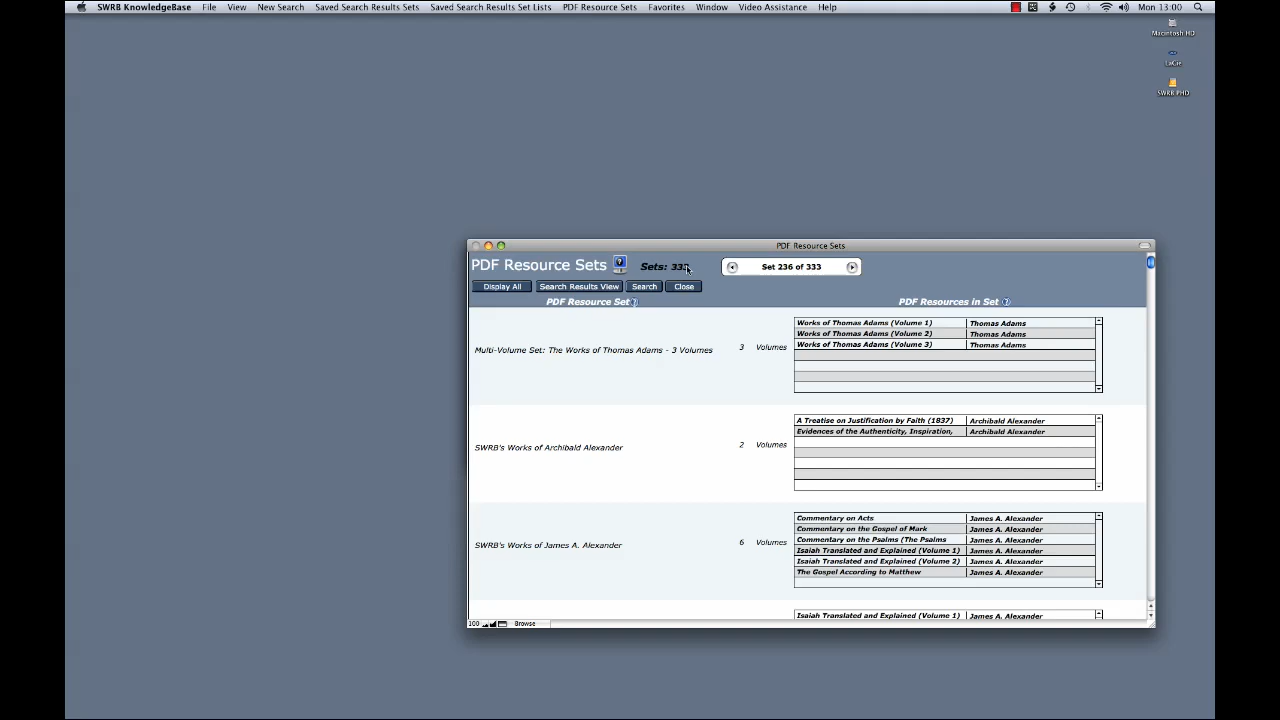 SWRB KnowledgeBase File View New Search Saved Search Results Sets Saved Search Results Set Lists PDF Resource Sets Favorites Window Video Assistance Help Mon 13:00
Macintosh HD
LaCie
SWRB PHD
PDF Resource Sets
PDF Resource Sets Sets: 333 Set 236 of 333
Display All Search Results View Search Close
PDF Resource Set PDF Resources in Set
Multi-Volume Set: The Works of Thomas Adams - 3 Volumes 3 Volumes
Works of Thomas Adams (Volume 1) Thomas Adams
Works of Thomas Adams (Volume 2) Thomas Adams
Works of Thomas Adams (Volume 3) Thomas Adams
SWRB's Works of Archibald Alexander 2 Volumes
A Treatise on Justification by Faith (1837) Archibald Alexander
Evidences of the Authenticity, Inspiration, Archibald Alexander
SWRB's Works of James A. Alexander 6 Volumes
Commentary on Acts James A. Alexander
Commentary on the Gospel of Mark James A. Alexander
Commentary on the Psalms (The Psalms James A. Alexander
Isaiah Translated and Explained (Volume 1) James A. Alexander
Isaiah Translated and Explained (Volume 2) James A. Alexander
The Gospel According to Matthew James A. Alexander
Isaiah Translated and Explained (Volume 1) James A. Alexander
100 Browse